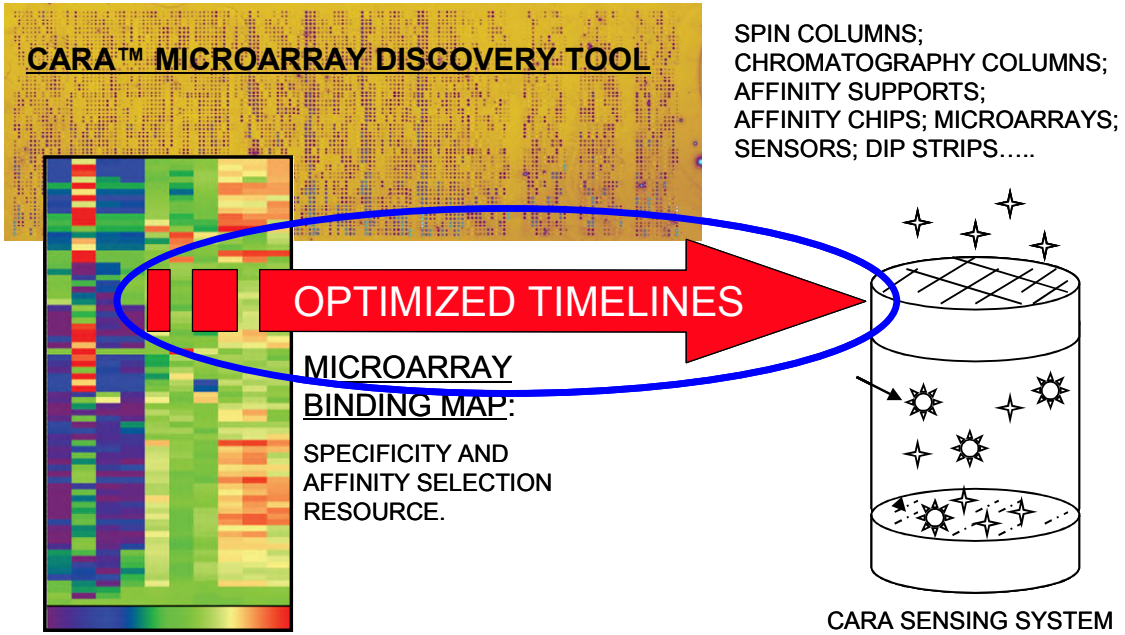 CARA™ MICROARRAY DISCOVERY TOOL
SPIN COLUMNS;
CHROMATOGRAPHY COLUMNS;
AFFINITY SUPPORTS;
AFFINITY CHIPS; MICROARRAYS;
SENSORS; DIP STRIPS…..
OPTIMIZED TIMELINES
MICROARRAY
BINDING MAP:
SPECIFICITY AND
AFFINITY SELECTION
RESOURCE.
CARA SENSING SYSTEM